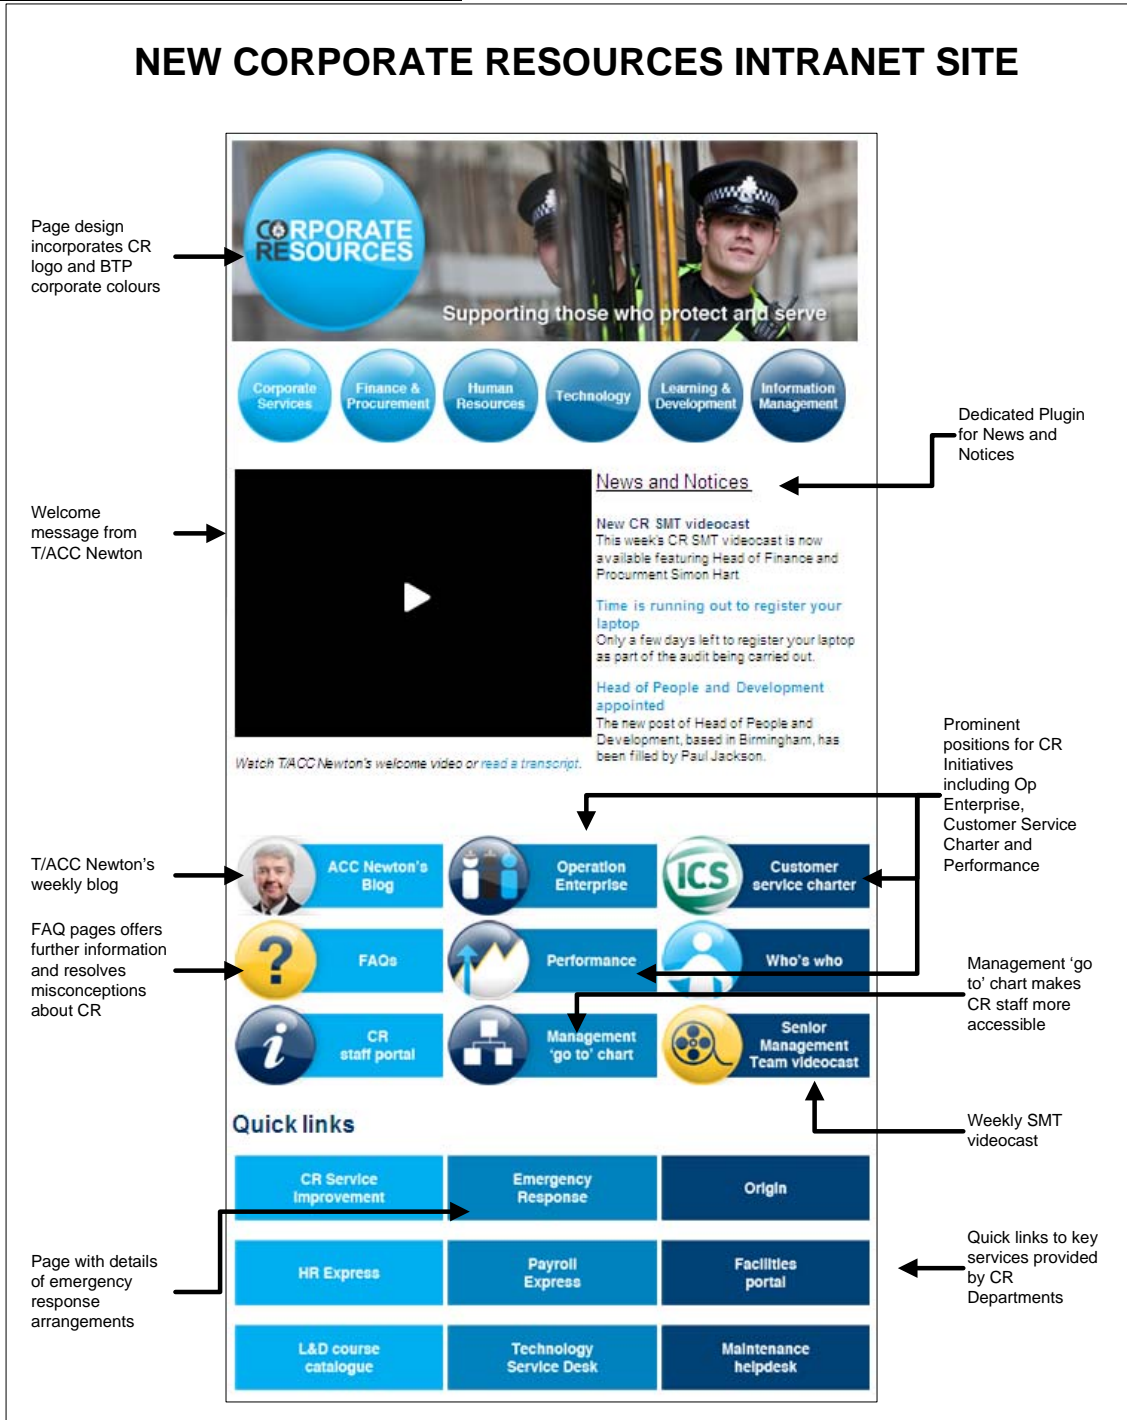 NEW CORPORATE RESOURCES INTRANET SITE
Page design
incorporates CR
logo and BTP
corporate colours
CORPORATE
RESOURCES
Supporting those who protect and serve
Corporate
Services
Finance &
Procurement
Human
Resources
Technology
Learning &
Development
Information
Management
Dedicated Plugin
for News and
Notices
Welcome
message from
T/ACC Newton
News and Notices
New CR SMT videocast
This week's CR SMT videocast is now
available featuring Head of Finance and
Procurment Simon Hart
Time is running out to register your
laptop
Only a few days left to register your laptop
as part of the audit being carried out.
Head of People and Development
appointed
The new post of Head of People and
Development, based in Birmingham, has
been filled by Paul Jackson.
Watch T/ACC Newton's welcome video or read a transcript.
Prominent
positions for CR
Initiatives
including Op
Enterprise,
Customer Service
Charter and
Performance
T/ACC Newton's
weekly blog
ACC Newton's
Blog
Operation
Enterprise
ICS
Customer
service charter
FAQ pages offers
further information
and resolves
misconceptions
about CR
?
FAQs
Performance
Who's who
Management 'go
to' chart makes
CR staff more
accessible
i
CR
staff portal
Management
'go to' chart
Senior
Management
Team videocast
Weekly SMT
videocast
Quick links
CR Service
Improvement
Emergency
Response
Origin
Page with details
of emergency
response
arrangements
HR Express
Payroll
Express
Facilities
portal
Quick links to key
services provided
by CR
Departments
L&D course
catalogue
Technology
Service Desk
Maintenance
helpdesk